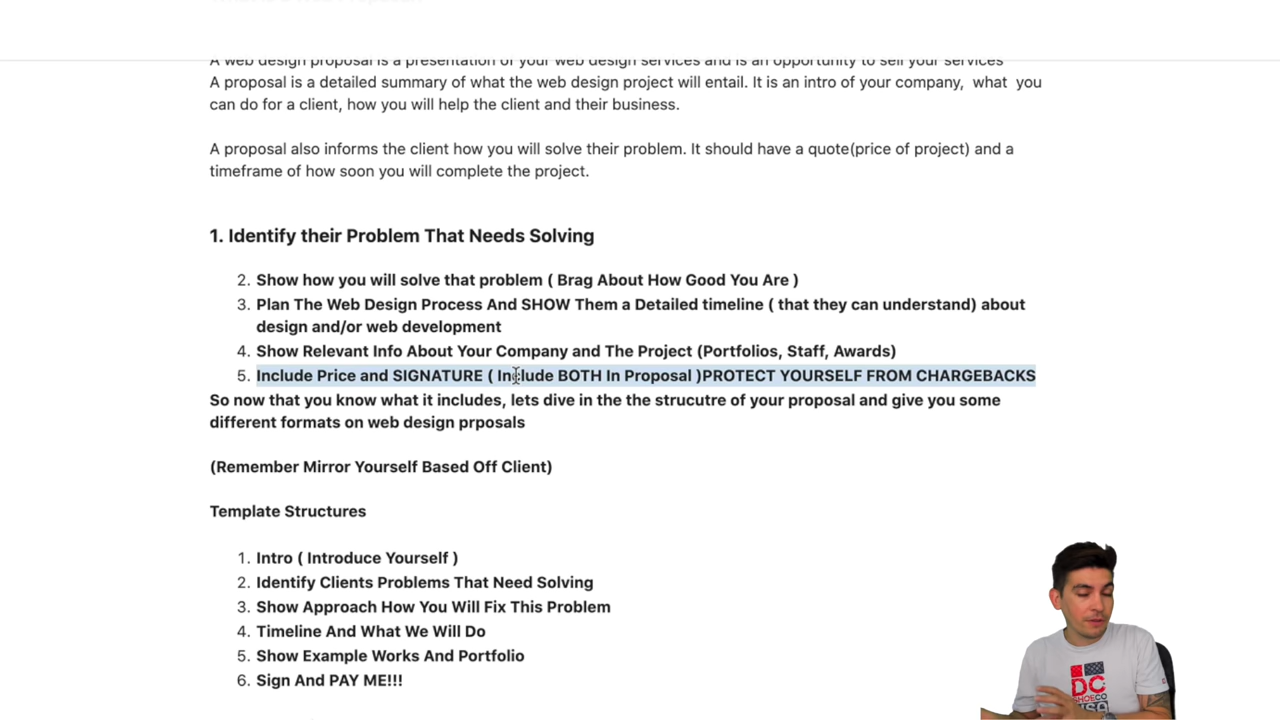 A web design proposal is a presentation of your web design services and is an opportunity to sell your services
A proposal is a detailed summary of what the web design project will entail. It is an intro of your company, what you
can do for a client, how you will help the client and their business.
A proposal also informs the client how you will solve their problem. It should have a quote(price of project) and a
timeframe of how soon you will complete the project.
1. Identify their Problem That Needs Solving
2. Show how you will solve that problem ( Brag About How Good You Are )
3. Plan The Web Design Process And SHOW Them a Detailed timeline ( that they can understand) about
design and/or web development
4. Show Relevant Info About Your Company and The Project (Portfolios, Staff, Awards)
5. Include Price and SIGNATURE ( Include BOTH In Proposal )PROTECT YOURSELF FROM CHARGEBACKS
So now that you know what it includes, lets dive in the the strucutre of your proposal and give you some
different formats on web design prposals
(Remember Mirror Yourself Based Off Client)
Template Structures
1. Intro ( Introduce Yourself )
2. Identify Clients Problems That Need Solving
3. Show Approach How You Will Fix This Problem
4. Timeline And What We Will Do
5. Show Example Works And Portfolio
6. Sign And PAY ME!!!
DC
SHOECO
USA